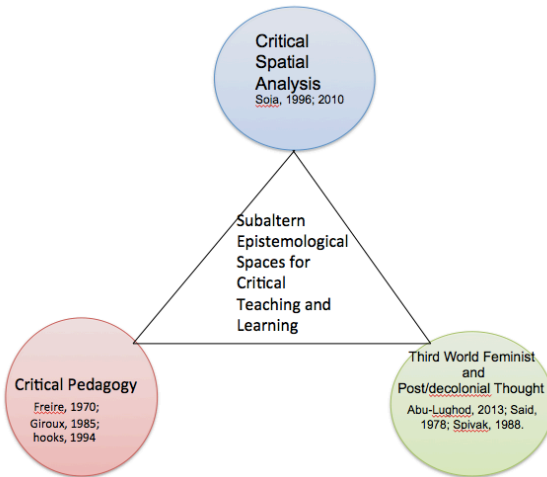 Critical
Spatial
Analysis
Soja, 1996; 2010
Subaltern
Epistemological
Spaces for
Critical
Teaching and
Learning
Critical Pedagogy
Freire, 1970;
Giroux, 1985;
hooks, 1994
Third World Feminist
and
Post/decolonial Thought
Abu-Lughod, 2013; Said,
1978; Spivak, 1988.